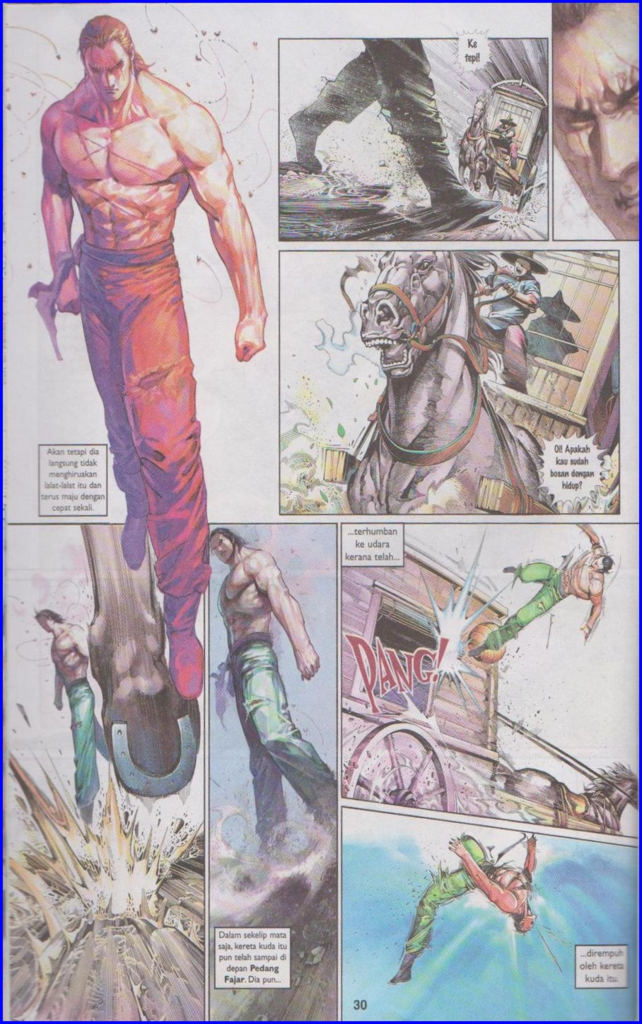 Ke
tepi!
Akan tetapi dia
langsung tidak
menghiraukan
lalat-lalat itu dan
terus maju dengan
cepat sekali.
OI! Apakah
kau sudah
bosan dengan
hidup?
...terhumban
ke udara
kerana telah...
PANG!
Dalam sekelip mata
saja, kereta kuda itu
pun telah sampai di
depan Pedang
Fajar. Dia pun...
...dirempuh
oleh kereta
kuda itu.
30